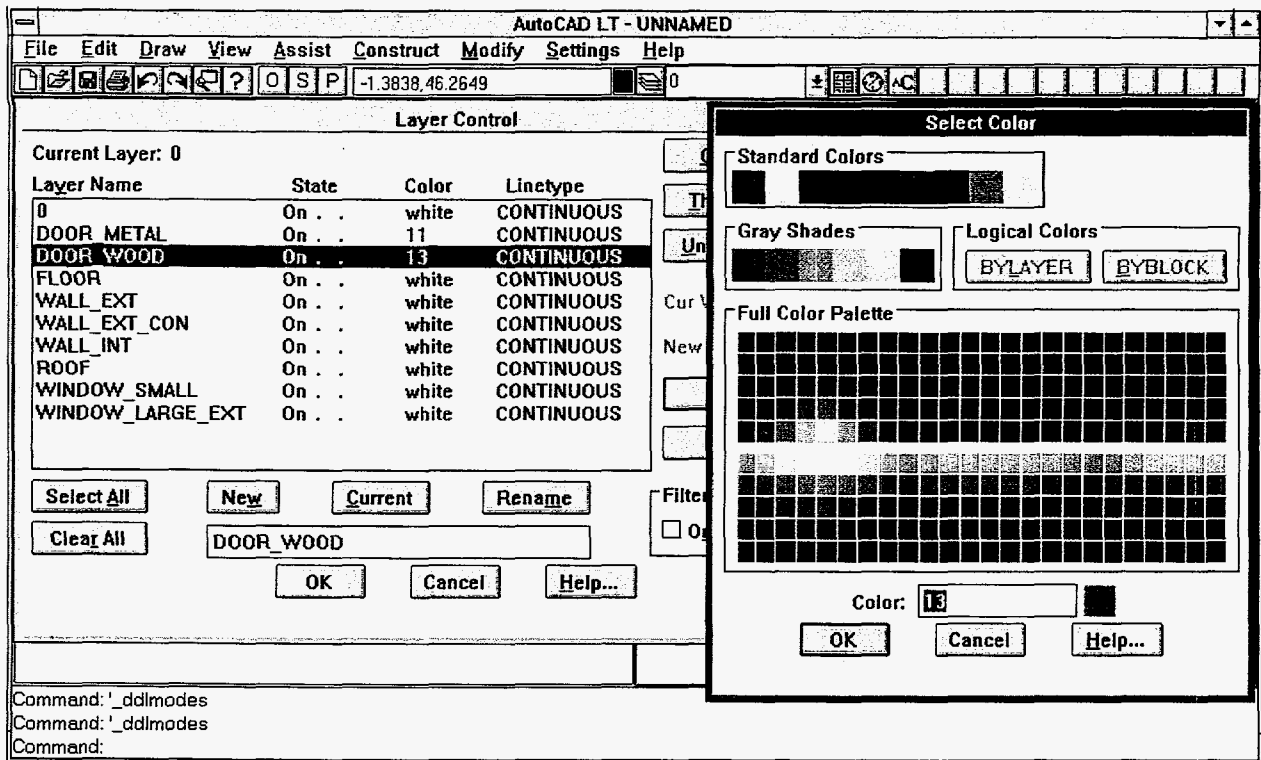 AutoCAD LT - UNNAMED
File Edit Draw View Assist Construct Modify Settings Help
? O S P -1.3838,46.2649 0
Layer Control
Current Layer: 0
Layer Name State Color Linetype
0 On . . white CONTINUOUS
DOOR_METAL On . . 11 CONTINUOUS
DOOR_WOOD On . . 13 CONTINUOUS
FLOOR On . . white CONTINUOUS
WALL_EXT On . . white CONTINUOUS
WALL_EXT_CON On . . white CONTINUOUS
WALL_INT On . . white CONTINUOUS
ROOF On . . white CONTINUOUS
WINDOW_SMALL On . . white CONTINUOUS
WINDOW_LARGE_EXT On . . white CONTINUOUS
Cur
New
Select All New Current Rename
Clear All DOOR_WOOD
Filter
OK Cancel Help...
Select Color
Standard Colors
Gray Shades Logical Colors
BYLAYER BYBLOCK
Full Color Palette
Color: 13
OK Cancel Help...
Command: '_ddlmodes
Command: '_ddlmodes
Command: